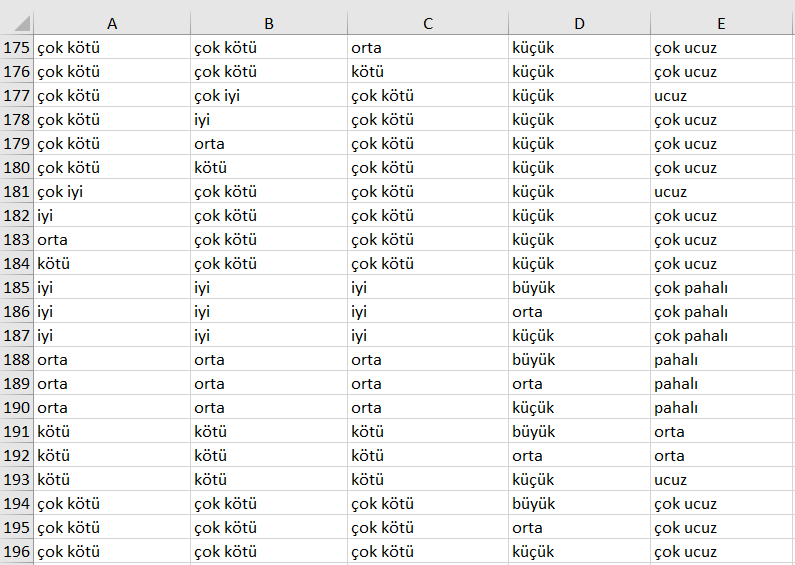 A B C D E
175 çok kötü çok kötü orta küçük çok ucuz
176 çok kötü çok kötü kötü küçük çok ucuz
177 çok kötü çok iyi çok kötü küçük ucuz
178 çok kötü iyi çok kötü küçük çok ucuz
179 çok kötü orta çok kötü küçük çok ucuz
180 çok kötü kötü çok kötü küçük çok ucuz
181 çok iyi çok kötü çok kötü küçük ucuz
182 iyi çok kötü çok kötü küçük çok ucuz
183 orta çok kötü çok kötü küçük çok ucuz
184 kötü çok kötü çok kötü küçük çok ucuz
185 iyi iyi iyi büyük çok pahalı
186 iyi iyi iyi orta çok pahalı
187 iyi iyi iyi küçük çok pahalı
188 orta orta orta büyük pahalı
189 orta orta orta orta pahalı
190 orta orta orta küçük pahalı
191 kötü kötü kötü büyük orta
192 kötü kötü kötü orta orta
193 kötü kötü kötü küçük ucuz
194 çok kötü çok kötü çok kötü büyük çok ucuz
195 çok kötü çok kötü çok kötü orta çok ucuz
196 çok kötü çok kötü çok kötü küçük çok ucuz